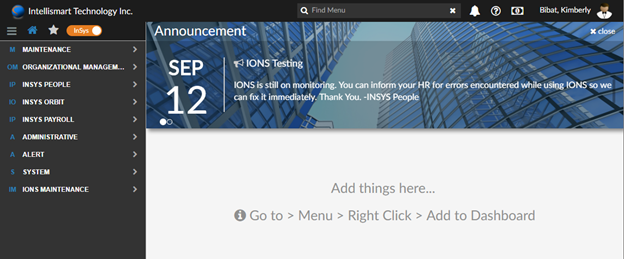 Intellismart Technology Inc.
Find Menu
Bibat, Kimberly
InSys
M MAINTENANCE
OM ORGANIZATIONAL MANAGEM...
IP INSYS PEOPLE
IO INSYS ORBIT
IP INSYS PAYROLL
A ADMINISTRATIVE
A ALERT
S SYSTEM
IM IONS MAINTENANCE
Announcement
close
SEP
12
IONS Testing
IONS is still on monitoring. You can inform your HR for errors encountered while using IONS so we
can fix it immediately. Thank You. -INSYS People
Add things here...
Go to > Menu > Right Click > Add to Dashboard